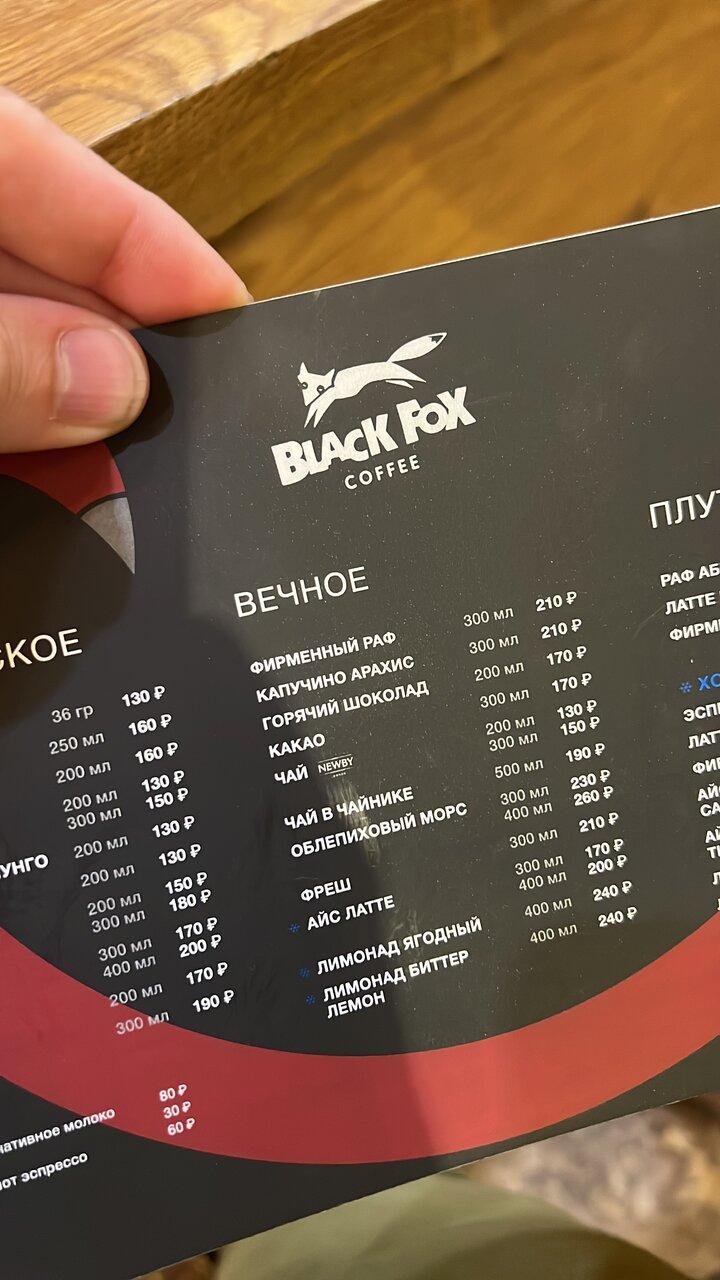 BLACK FOX
COFFEE
СКОЕ
36 гр 130 ₽
250 мл 160 ₽
200 мл 160 ₽
200 мл 130 ₽
300 мл 150 ₽
УНГО 200 мл 130 ₽
200 мл 130 ₽
200 мл 150 ₽
300 мл 180 ₽
300 мл 170 ₽
400 мл 200 ₽
200 мл 170 ₽
300 мл 190 ₽
80 ₽
нативное молоко 30 ₽
60 ₽
от эспрессо
ВЕЧНОЕ
ФИРМЕННЫЙ РАФ 300 мл 210 ₽
КАПУЧИНО АРАХИС 300 мл 210 ₽
ГОРЯЧИЙ ШОКОЛАД 200 мл 170 ₽
КАКАО 300 мл 170 ₽
ЧАЙ NEWBY 200 мл 130 ₽
300 мл 150 ₽
ЧАЙ В ЧАЙНИКЕ 500 мл 190 ₽
ОБЛЕПИХОВЫЙ МОРС 300 мл 230 ₽
400 мл 260 ₽
ФРЕШ 300 мл 210 ₽
АЙС ЛАТТЕ 300 мл 170 ₽
400 мл 200 ₽
ЛИМОНАД ЯГОДНЫЙ 400 мл 240 ₽
ЛИМОНАД БИТТЕР 400 мл 240 ₽
ЛЕМОН
ПЛУТ
РАФ АБ
ЛАТТЕ
ФИРМЕ
ХО
ЭСПЕ
ЛАТТ
ФИ
АЙС
СА